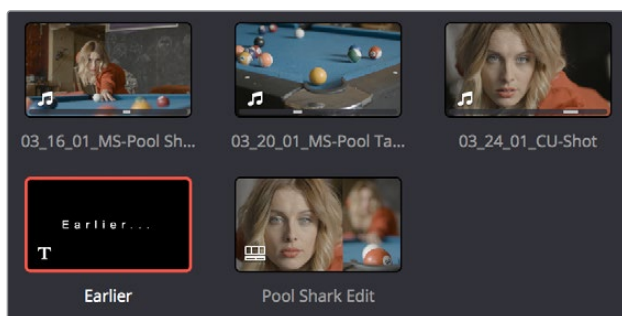 03_16_01_MS-Pool Sh...
03_20_01_MS-Pool Ta...
03_24_01_CU-Shot
Earlier...
T
Earlier
Pool Shark Edit